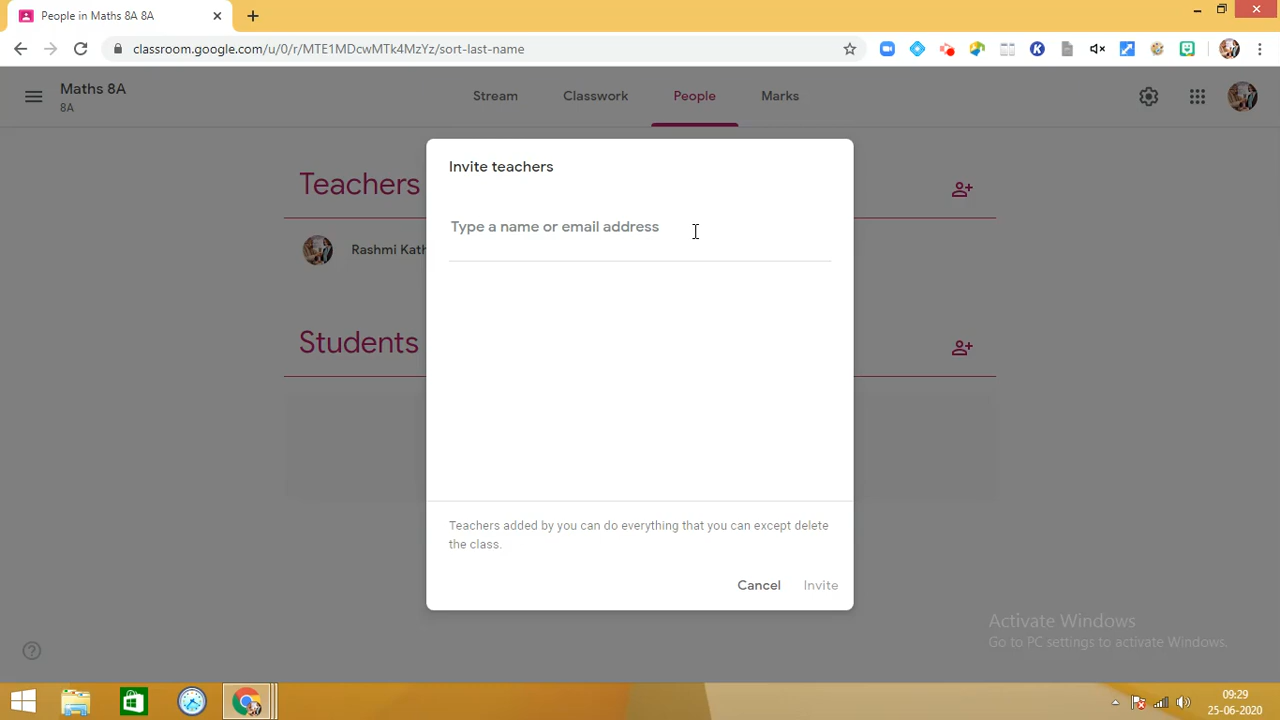 People in Maths 8A 8A
classroom.google.com/u/0/r/MTE1MDcwMTk4MzYz/sort-last-name
Maths 8A
8A
Stream
Classwork
People
Marks
Invite teachers
Teachers
Type a name or email address
Rashmi Kath
Students
Teachers added by you can do everything that you can except delete
the class.
Cancel
Invite
Activate Windows
Go to PC settings to activate Windows.
09:29
25-06-2020